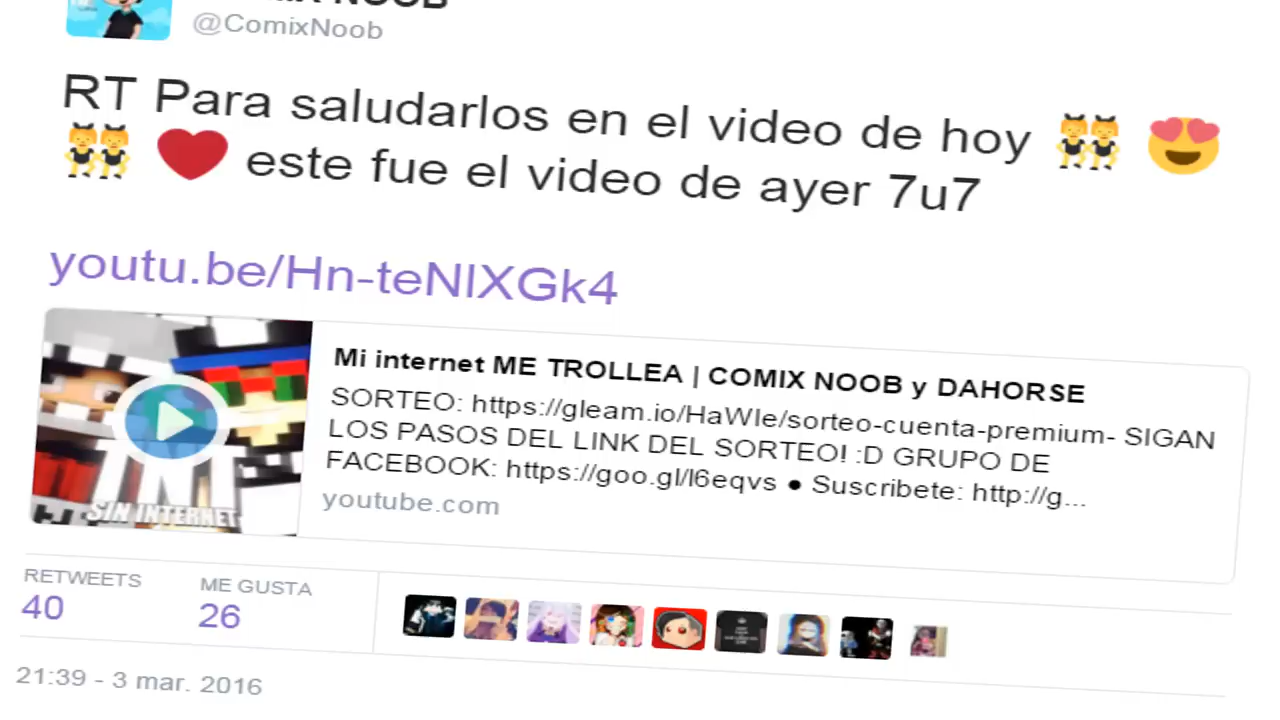 @ComixNoob
RT Para saludarlos en el video de hoy
este fue el video de ayer 7u7
youtu.be/Hn-teNlXGk4
Mi internet ME TROLLEA | COMIX NOOB y DAHORSE
SORTEO: https://gleam.io/HaWIe/sorteo-cuenta-premium- SIGAN
LOS PASOS DEL LINK DEL SORTEO! :D GRUPO DE
FACEBOOK: https://goo.gl/l6eqvs ● Suscribete: http://g...
youtube.com
SIN INTERNET
RETWEETS
40
ME GUSTA
26
21:39 - 3 mar. 2016